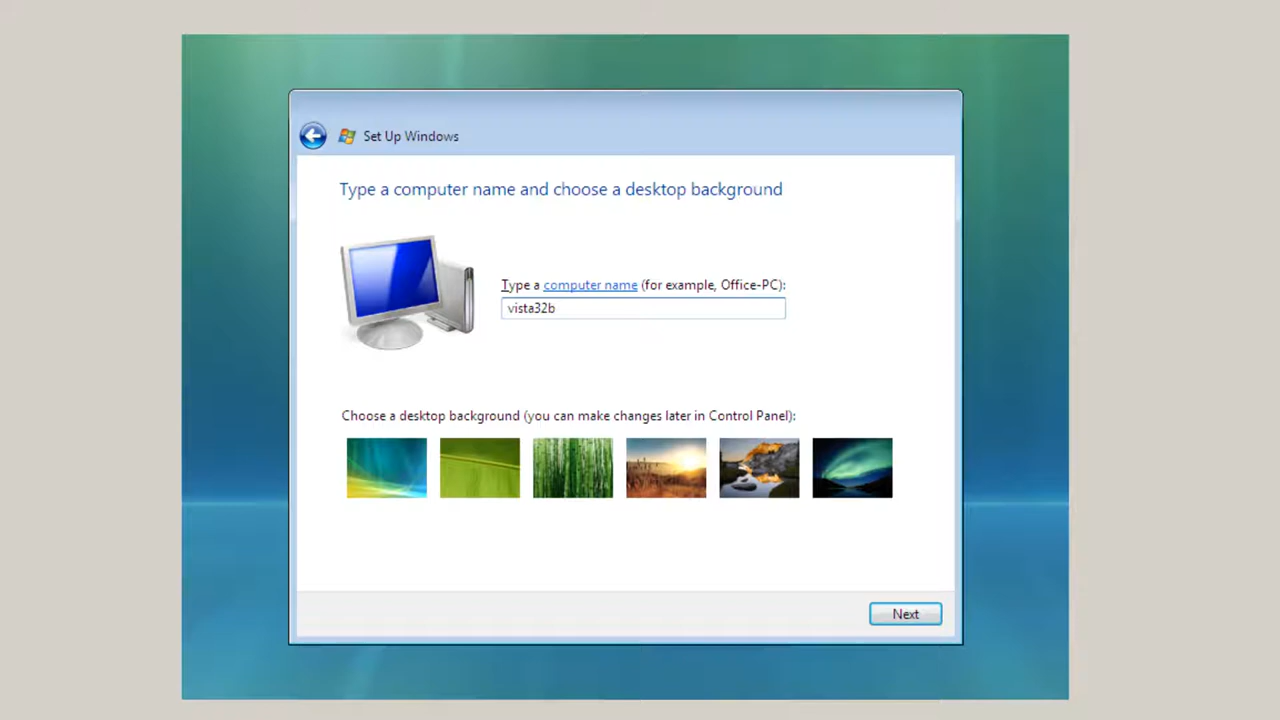 Set Up Windows
Type a computer name and choose a desktop background
Type a computer name (for example, Office-PC):
vista32b
Choose a desktop background (you can make changes later in Control Panel):
Next